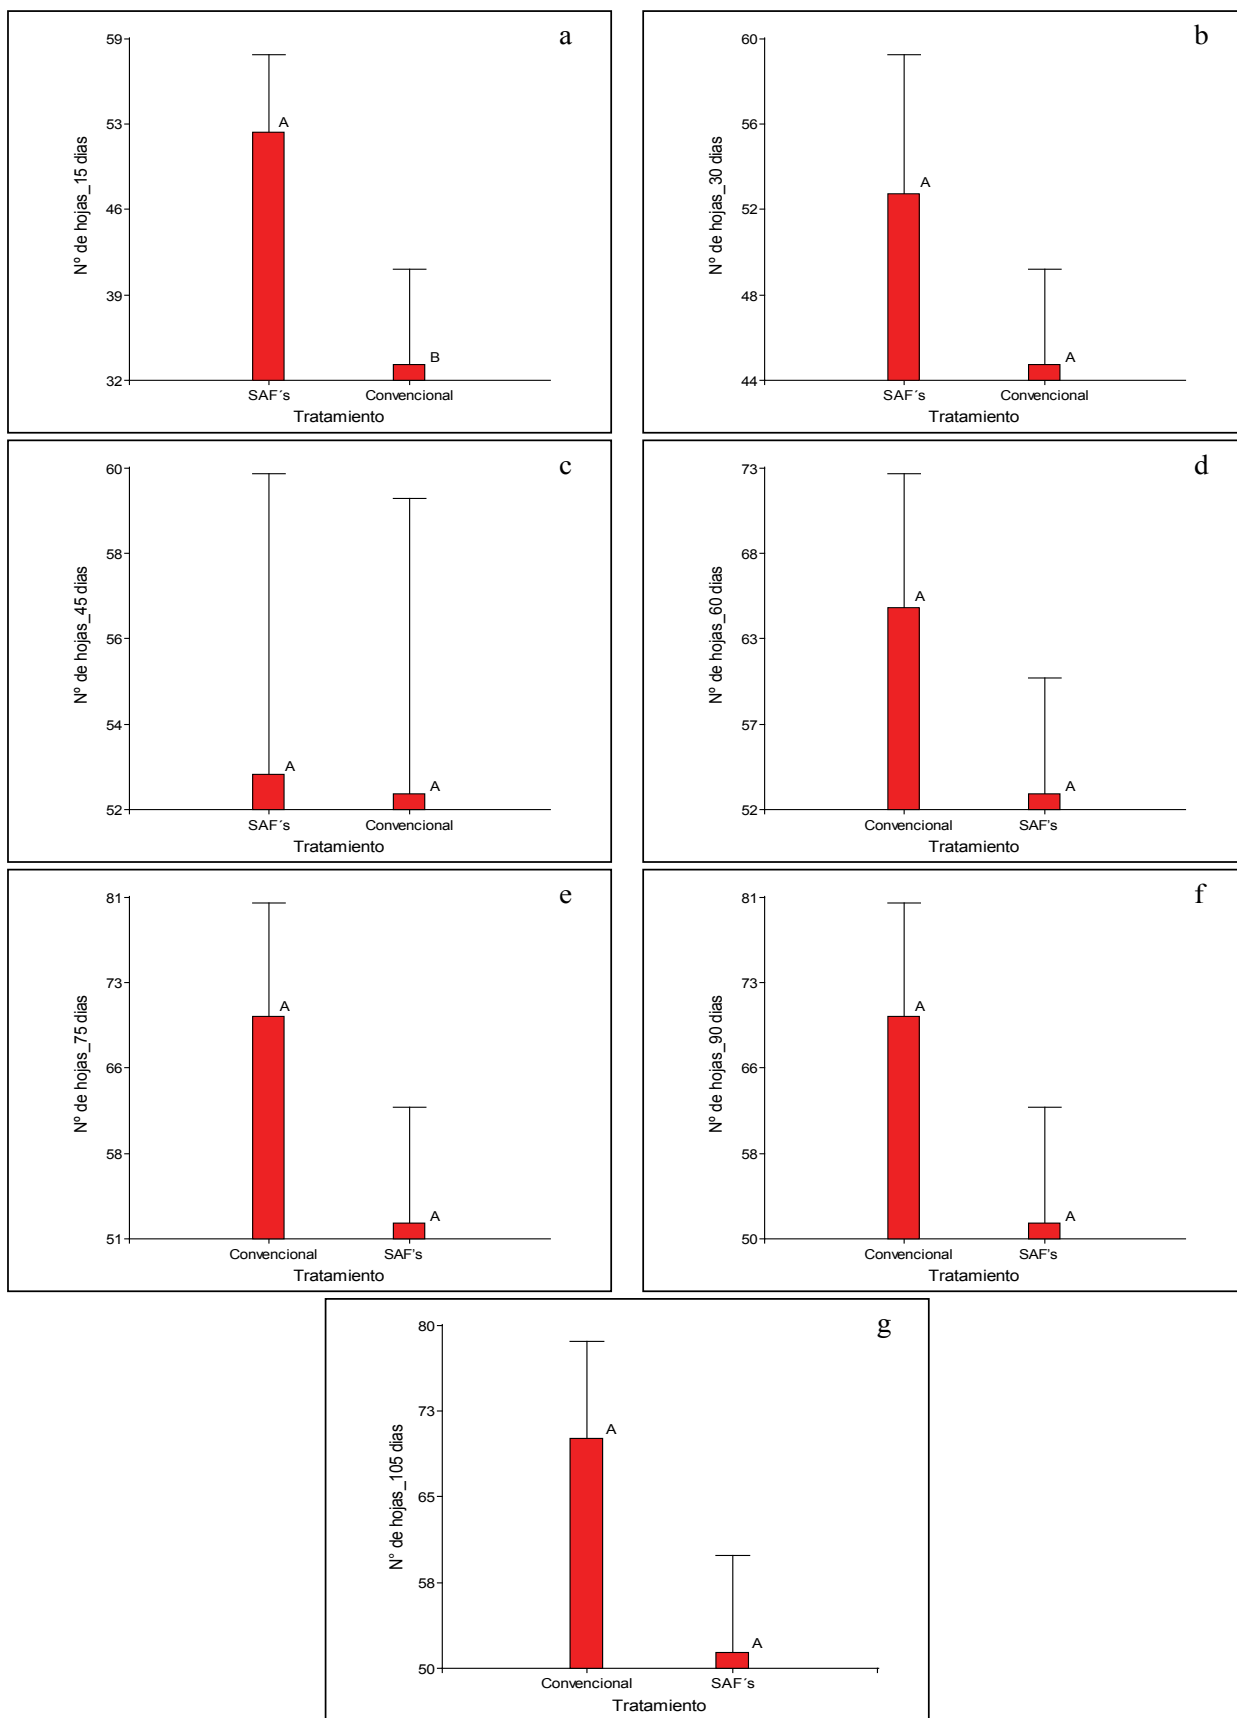 a
Nº de hojas_15 dias
59
53
46
39
32
A
B
SAF´s Convencional
Tratamiento
b
Nº de hojas_30 dias
60
56
52
48
44
A
A
SAF´s Convencional
Tratamiento
c
Nº de hojas_45 dias
60
58
56
54
52
A
A
SAF's Convencional
Tratamiento
d
Nº de hojas_60 dias
73
68
63
57
52
A
A
Convencional SAF's
Tratamiento
e
Nº de hojas_75 dias
81
73
66
58
51
A
A
Convencional SAF's
Tratamiento
f
Nº de hojas_90 dias
81
73
66
58
50
A
A
Convencional SAF's
Tratamiento
g
N° de hojas_105 dias
80
73
65
58
50
A
A
Convencional SAF´s
Tratamiento